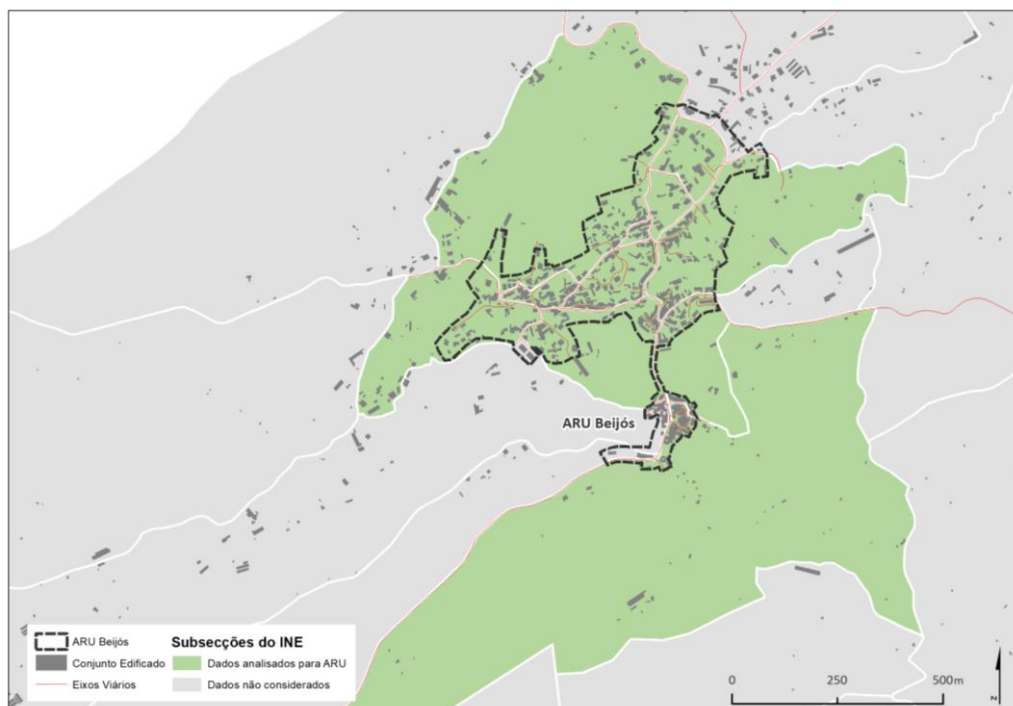 ARU Beijós
ARU Beijós
Conjunto Edificado
Eixos Viários
Subsecções do INE
Dados analisados para ARU
Dados não considerados
0 250 500m
N